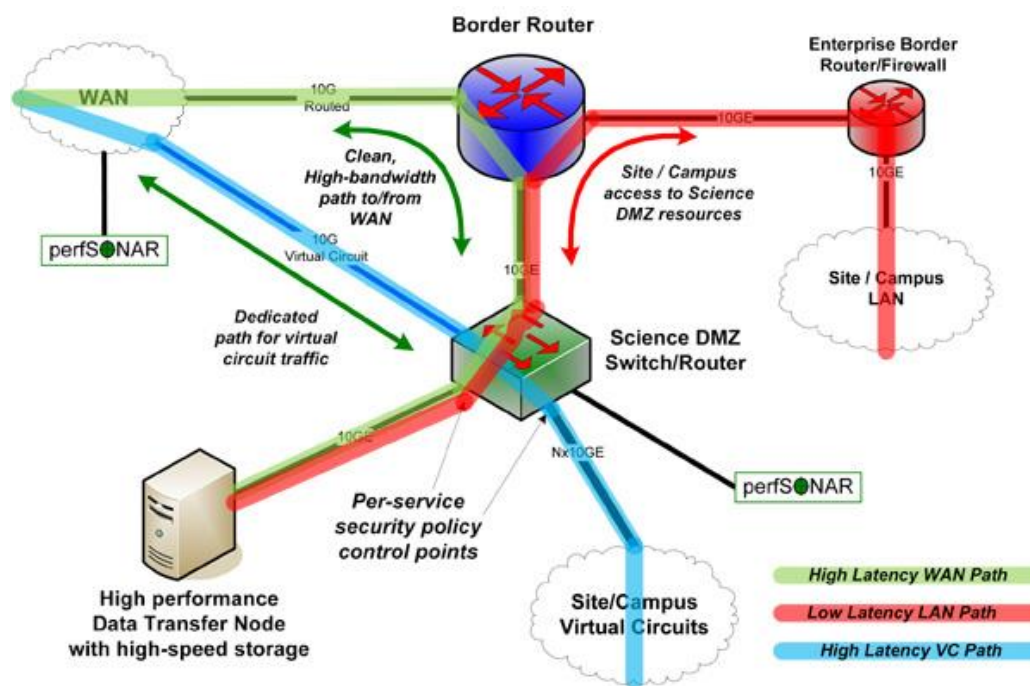 Border Router
Enterprise Border
Router/Firewall
WAN
10G
Routed
10GE
10GE
Clean,
High-bandwidth
path to/from
WAN
Site / Campus
access to Science
DMZ resources
perfSONAR
10G
Virtual Circuit
10GE
Site / Campus
LAN
Dedicated
path for virtual
circuit traffic
Science DMZ
Switch/Router
10GE
Nx10GE
perfSONAR
Per-service
security policy
control points
High performance
Data Transfer Node
with high-speed storage
Site/Campus
Virtual Circuits
High Latency WAN Path
Low Latency LAN Path
High Latency VC Path